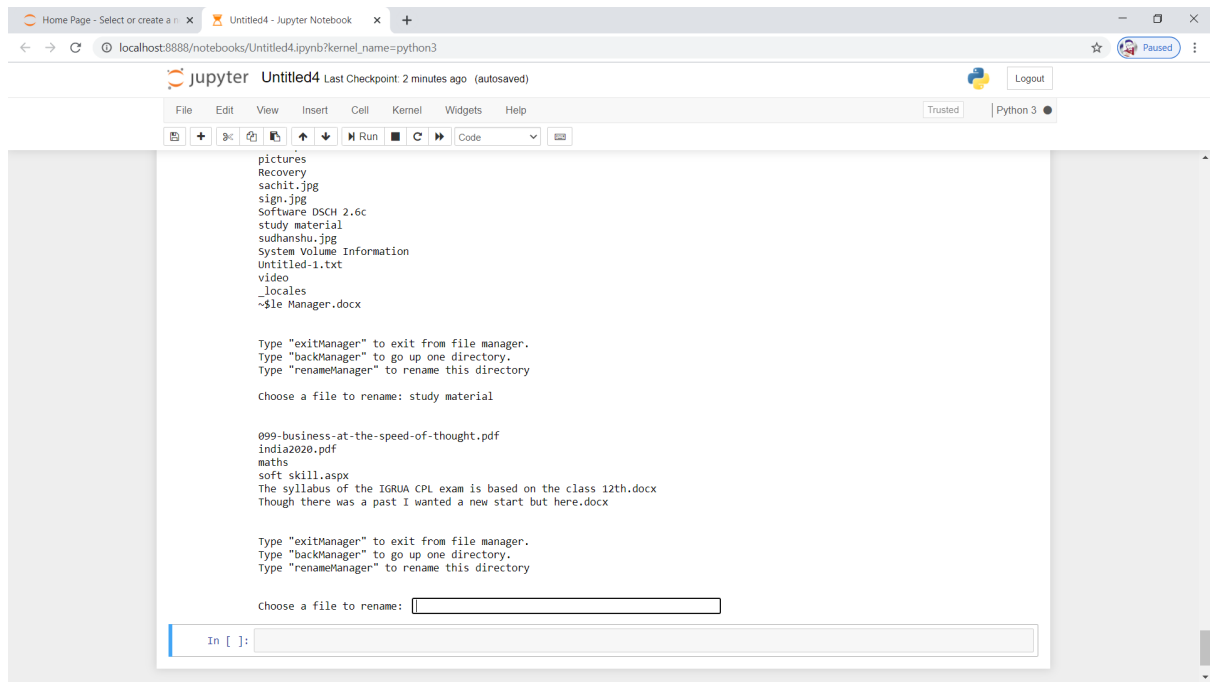 Home Page - Select or create a n
Untitled4 - Jupyter Notebook
localhost:8888/notebooks/Untitled4.ipynb?kernel_name=python3
Paused
jupyter Untitled4 Last Checkpoint: 2 minutes ago (autosaved)
Logout
File Edit View Insert Cell Kernel Widgets Help
Trusted
Python 3
Run
Code
pictures
Recovery
sachit.jpg
sign.jpg
Software DSCH 2.6c
study material
sudhanshu.jpg
System Volume Information
Untitled-1.txt
video
_locales
~$le Manager.docx
Type "exitManager" to exit from file manager.
Type "backManager" to go up one directory.
Type "renameManager" to rename this directory
Choose a file to rename: study material
099-business-at-the-speed-of-thought.pdf
india2020.pdf
maths
soft skill.aspx
The syllabus of the IGRUA CPL exam is based on the class 12th.docx
Though there was a past I wanted a new start but here.docx
Type "exitManager" to exit from file manager.
Type "backManager" to go up one directory.
Type "renameManager" to rename this directory
Choose a file to rename:
In [ ]: